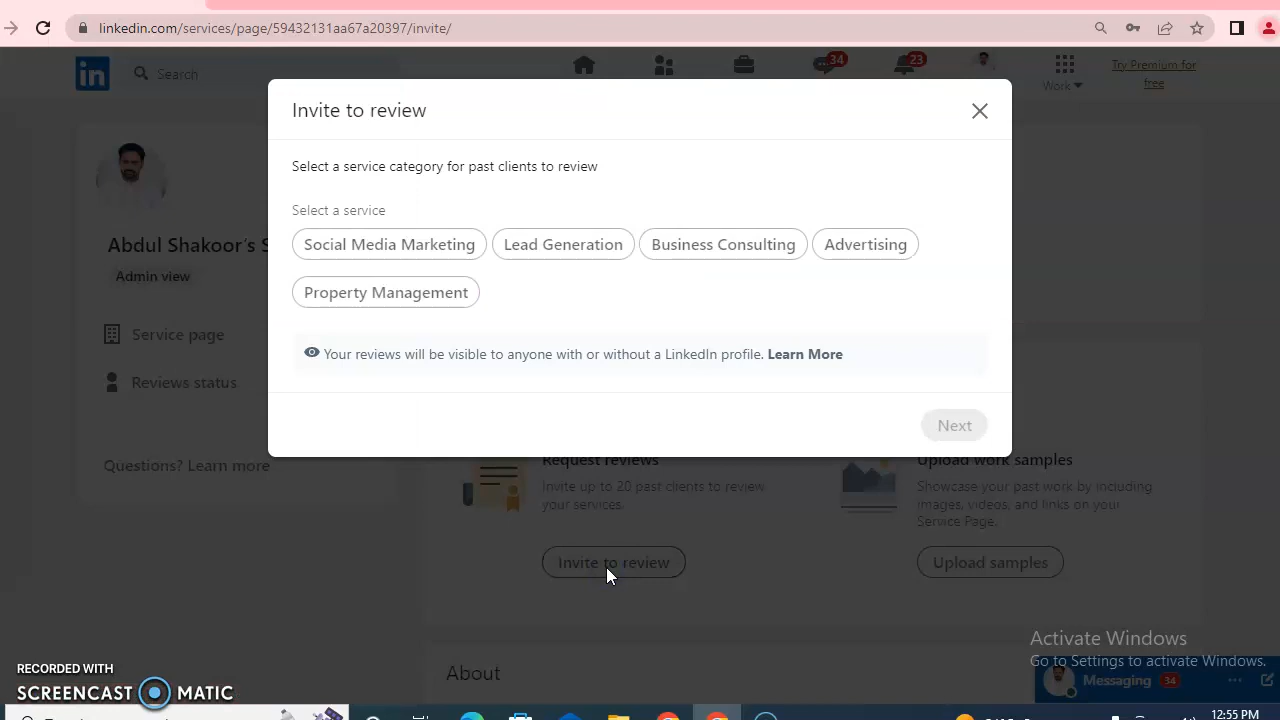 linkedin.com/services/page/59432131aa67a20397/invite/
in
Search
34
23
Work
Try Premium for
free
Invite to review
Select a service category for past clients to review
Select a service
Social Media Marketing
Lead Generation
Business Consulting
Advertising
Property Management
Your reviews will be visible to anyone with or without a LinkedIn profile. Learn More
Next
Abdul Shakoor's S
Admin view
Service page
Reviews status
Questions? Learn more
Request reviews
Invite up to 20 past clients to review
your services.
Invite to review
Upload work samples
Showcase your past work by including
images, videos, and links on your
Service Page.
Upload samples
About
Activate Windows
Go to Settings to activate Windows.
Messaging
34
RECORDED WITH
SCREENCAST MATIC
12:55 PM